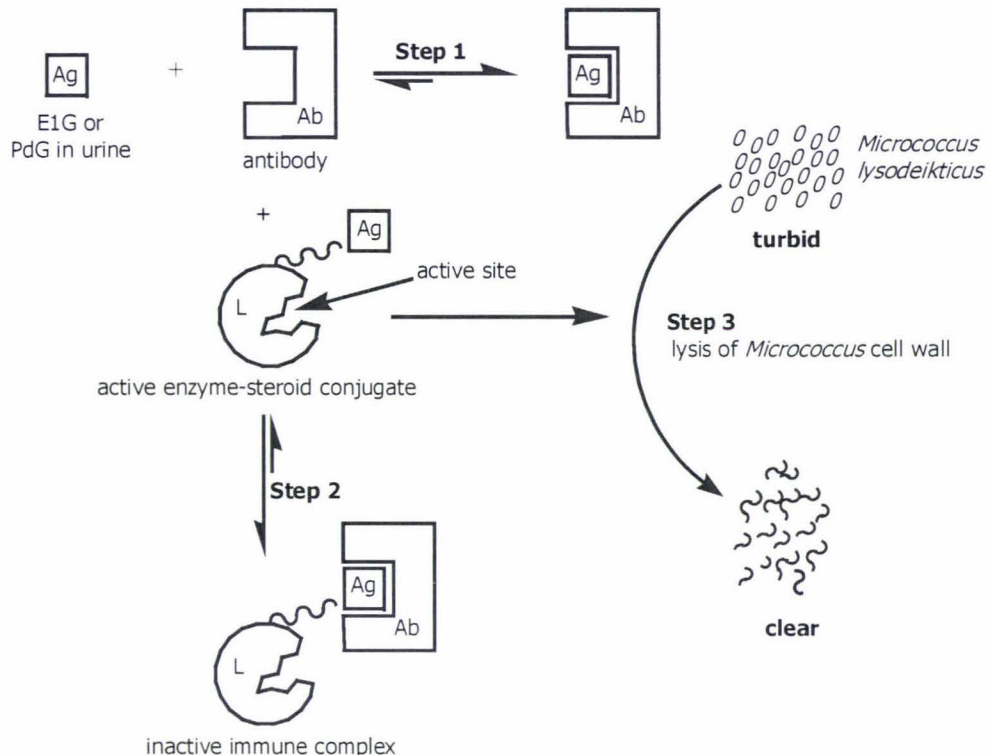 Step 1
Ag
+
Ab
Ag
Ab
E1G or
PdG in urine
antibody
Micrococcus
lysodeikticus
turbid
+
Ag
active site
L
Step 3
lysis of Micrococcus cell wall
active enzyme-steroid conjugate
Step 2
Ag
Ab
L
clear
inactive immune complex